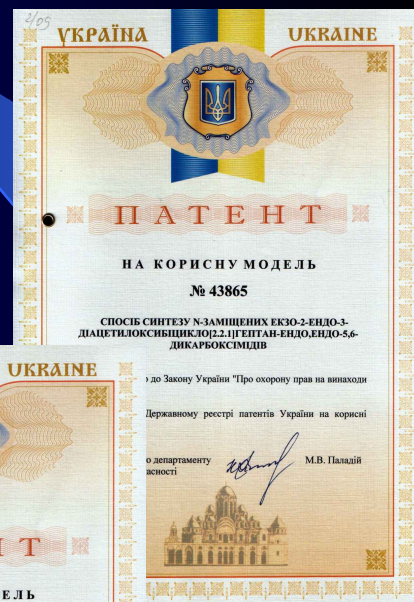 2/09
УКРАЇНА UKRAINE
ПАТЕНТ
НА КОРИСНУ МОДЕЛЬ
№ 43865
СПОСІБ СИНТЕЗУ N-ЗАМІЩЕНИХ ЕКЗО-2-ЕНДО-3-
ДІАЦЕТИЛОКСИБІЦИКЛО[2.2.1]ГЕПТАН-ЕНДО,ЕНДО-5,6-
ДИКАРБОКСІМІДІВ
о до Закону України "Про охорону прав на винаходи
Державному реєстрі патентів України на корисні
о департаменту М.В. Паладій
асності
UKRAINE
Т
ЕЛЬ